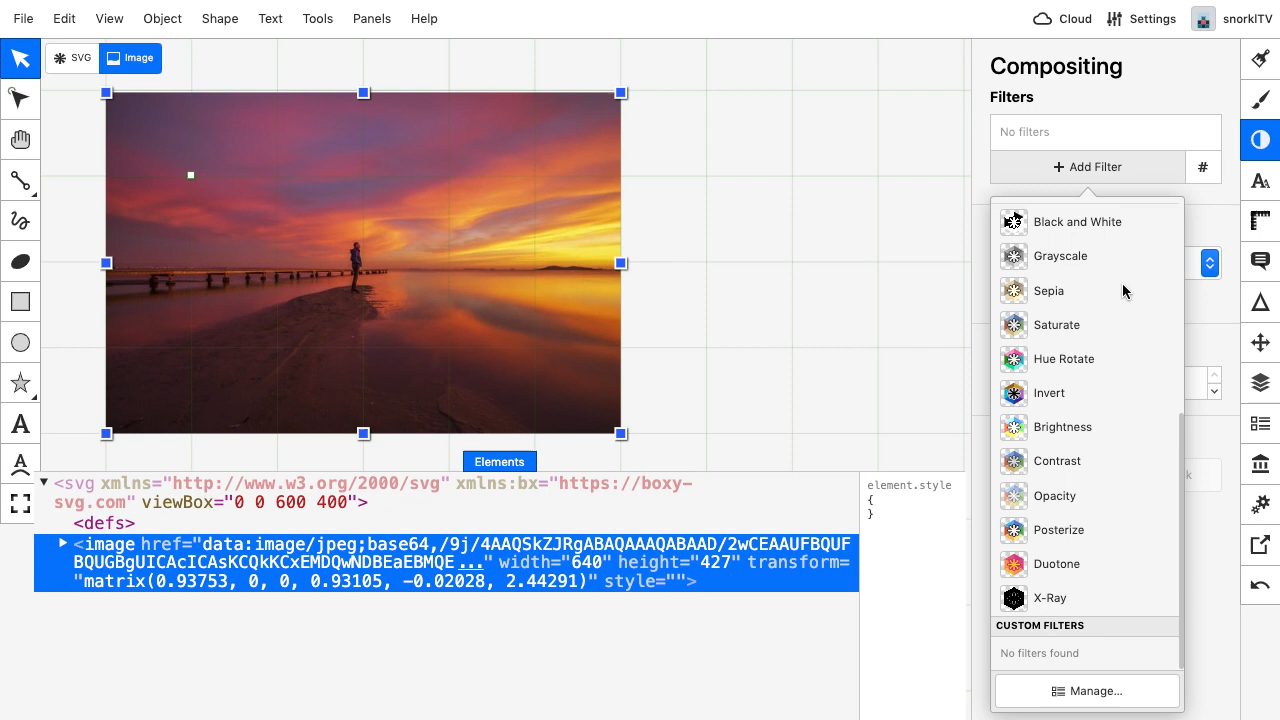 File Edit View Object Shape Text Tools Panels Help
Cloud Settings snorklTV
SVG Image
Compositing
Filters
No filters
Add Filter #
Black and White
Grayscale
Sepia
Saturate
Hue Rotate
Invert
Brightness
Contrast
Opacity
Posterize
Duotone
X-Ray
CUSTOM FILTERS
No filters found
Manage...
k
Elements
<svg xmlns="http://www.w3.org/2000/svg" xmlns:bx="https://boxy-
svg.com" viewBox="0 0 600 400">
<defs>
<image href="data:image/jpeg;base64,/9j/4AAQSkZJRgABAQAAAQABAAD/2wCEAAUFBQUF
BQUGBgUICAcICAsKCQkKCxEMDQwNDBEaEBMQE..." width="640" height="427" transform=
"matrix(0.93753, 0, 0, 0.93105, -0.02028, 2.44291)" style="">
element.style
{
}